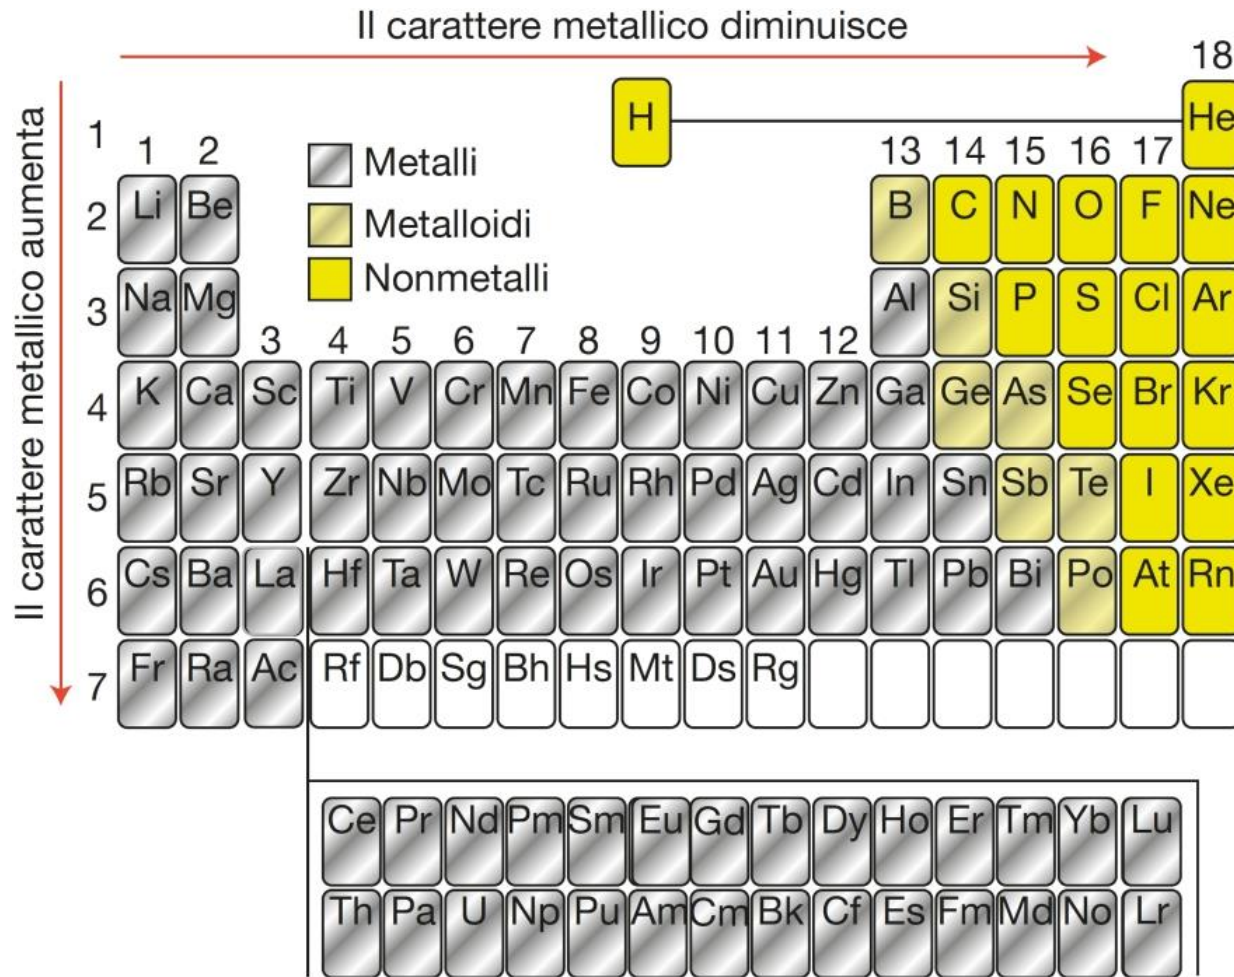 Il carattere metallico diminuisce
Il carattere metallico aumenta
18
1 H He
1 2 13 14 15 16 17
Metalli
Metalloidi
Nonmetalli
2 Li Be B C N O F Ne
3 Na Mg Al Si P S Cl Ar
3 4 5 6 7 8 9 10 11 12
4 K Ca Sc Ti V Cr Mn Fe Co Ni Cu Zn Ga Ge As Se Br Kr
5 Rb Sr Y Zr Nb Mo Tc Ru Rh Pd Ag Cd In Sn Sb Te I Xe
6 Cs Ba La Hf Ta W Re Os Ir Pt Au Hg Tl Pb Bi Po At Rn
7 Fr Ra Ac Rf Db Sg Bh Hs Mt Ds Rg
Ce Pr Nd Pm Sm Eu Gd Tb Dy Ho Er Tm Yb Lu
Th Pa U Np Pu Am Cm Bk Cf Es Fm Md No Lr